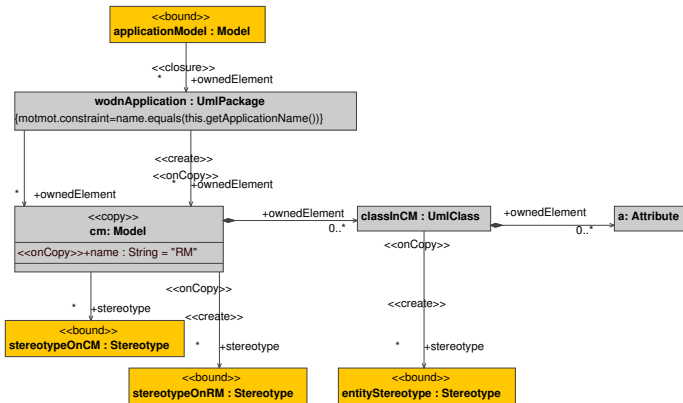 <<bound>>
applicationModel : Model
<<closure>>
* +ownedElement
wodnApplication : UmlPackage
{motmot.constraint=name.equals(this.getApplicationName())}
<<create>>
<<onCopy>>
* +ownedElement
* +ownedElement
<<copy>>
cm: Model
<<onCopy>>+name : String = "RM"
+ownedElement
0..*
classInCM : UmlClass
+ownedElement
0..*
a: Attribute
<<onCopy>>
<<onCopy>>
<<create>>
<<create>>
* +stereotype
<<bound>>
stereotypeOnCM : Stereotype
* +stereotype
* +stereotype
<<bound>>
stereotypeOnRM : Stereotype
<<bound>>
entityStereotype : Stereotype